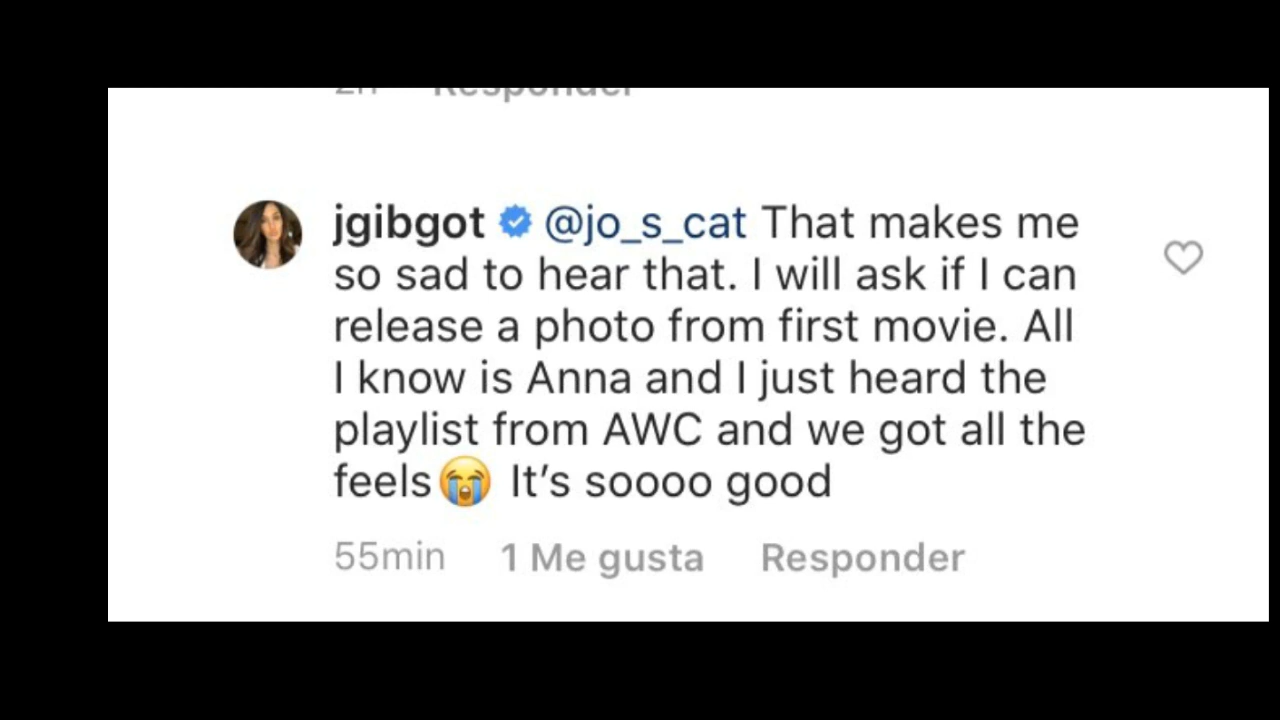 2h Responder
jgibgot @jo_s_cat That makes me
so sad to hear that. I will ask if I can
release a photo from first movie. All
I know is Anna and I just heard the
playlist from AWC and we got all the
feels😭 It’s soooo good
55min 1 Me gusta Responder